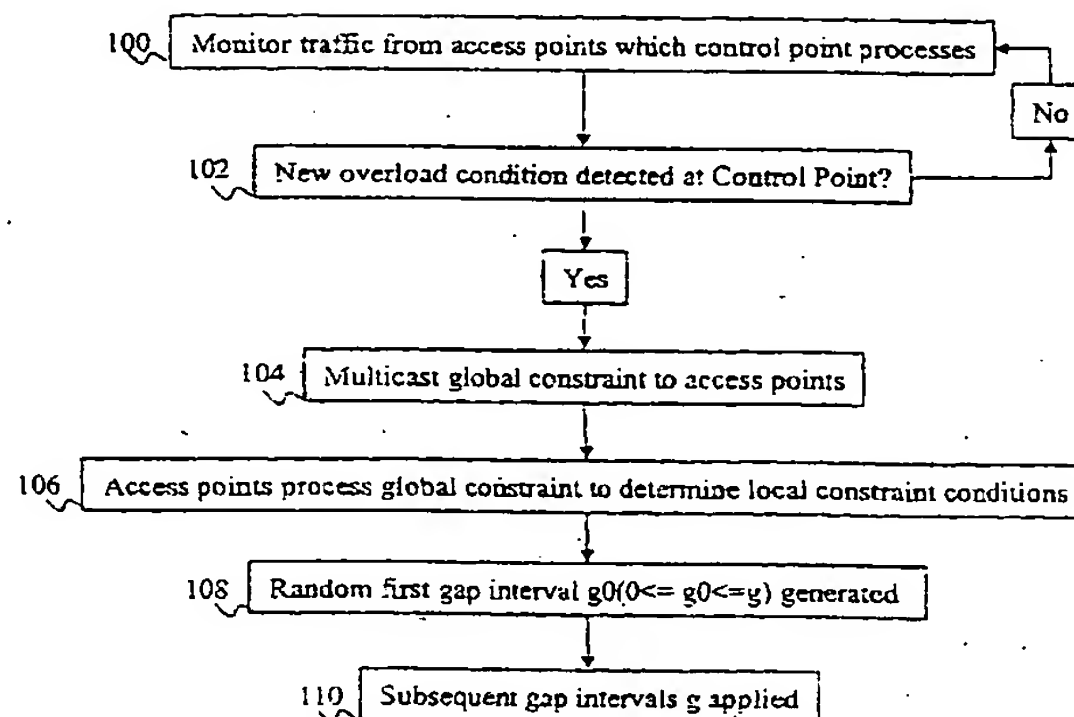 100 Monitor traffic from access points which control point processes
No
102 New overload condition detected at Control Point?
Yes
104 Multicast global constraint to access points
106 Access points process global constraint to determine local constraint conditions
108 Random first gap interval g0(0<= g0<=g) generated
110 Subsequent gap intervals g applied